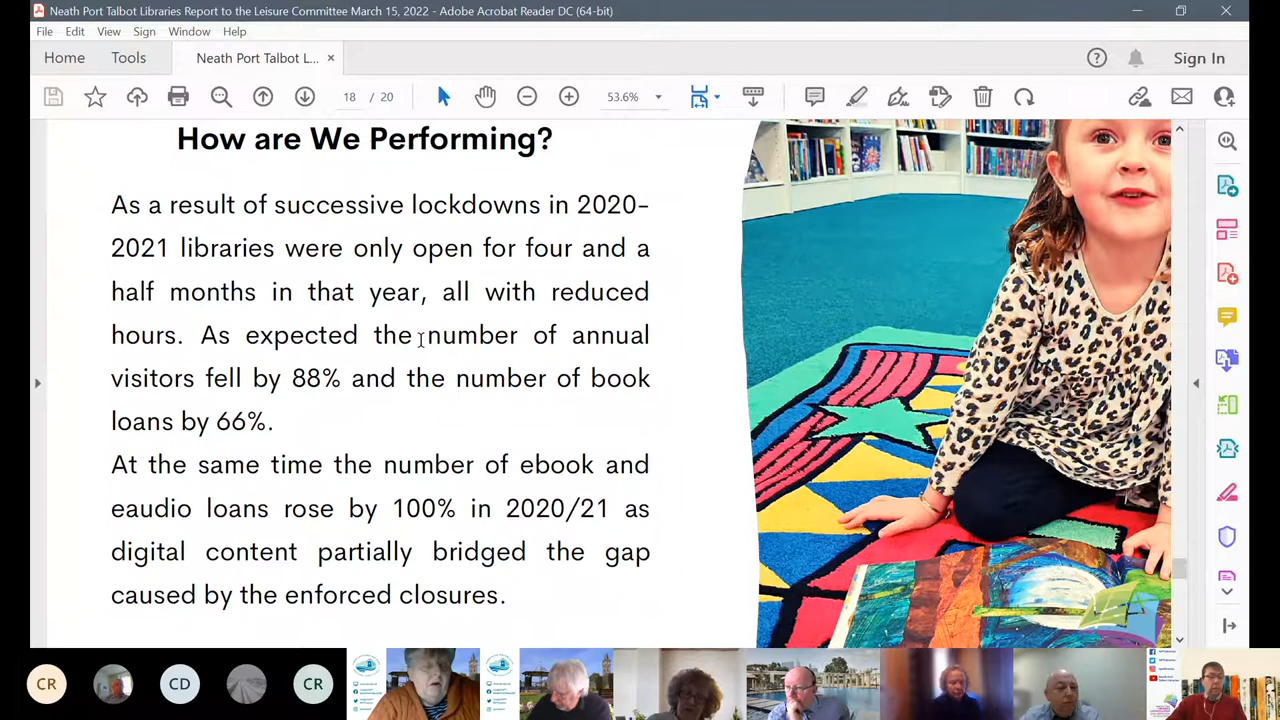 Neath Port Talbot Libraries Report to the Leisure Committee March 15, 2022 - Adobe Acrobat Reader DC (64-bit)
File Edit View Sign Window Help
Home Tools Neath Port Talbot L... × Sign In
18 / 20 53.6%
How are We Performing?
As a result of successive lockdowns in 2020-
2021 libraries were only open for four and a
half months in that year, all with reduced
hours. As expected the number of annual
visitors fell by 88% and the number of book
loans by 66%.
At the same time the number of ebook and
eaudio loans rose by 100% in 2020/21 as
digital content partially bridged the gap
caused by the enforced closures.
CR CD CR